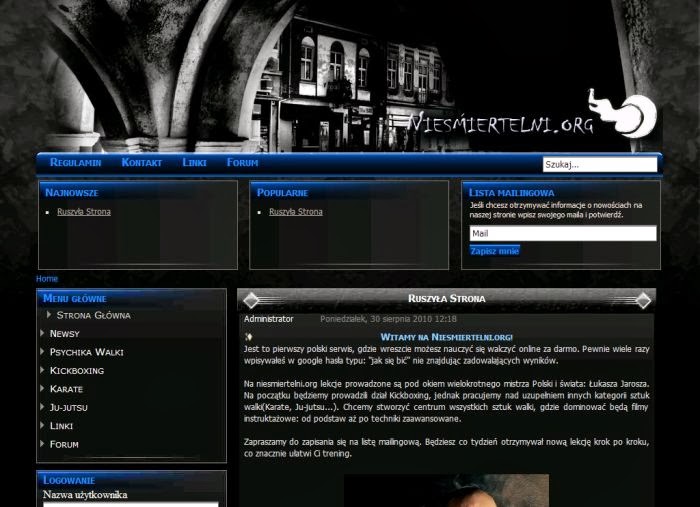 Nieśmiertelni.org
Regulamin Kontakt Linki Forum Szukaj...
Najnowsze
Ruszyła Strona
Popularne
Ruszyła Strona
Lista mailingowa
Jeśli chcesz otrzymywać informacje o nowościach na
naszej stronie wpisz swojego maila i potwierdź.
Mail
Zapisz mnie
Home
Menu główne
Strona Główna
Newsy
Psychika Walki
Kickboxing
Karate
Ju-jutsu
Linki
Forum
Logowanie
Nazwa użytkownika
Ruszyła Strona
Administrator Poniedziałek, 30 sierpnia 2010 12:18
Witamy na Niesmiertelni.org!
Jest to pierwszy polski serwis, gdzie wreszcie możesz nauczyć się walczyć online za darmo. Pewnie wiele razy
wpisywałeś w google hasła typu: "jak się bić" nie znajdując zadowalających wyników.
Na niesmiertelni.org lekcje prowadzone są pod okiem wielokrotnego mistrza Polski i świata: Łukasza Jarosza.
Na początku będziemy prowadzili dział Kickboxing, jednak pracujemy nad uzupełniem innych kategorii sztuk
walki(Karate, Ju-jutsu...). Chcemy stworzyć centrum wszystkich sztuk walki, gdzie dominować będą filmy
instruktażowe: od podstaw aż po techniki zaawansowane.
Zapraszamy do zapisania się na listę mailingową. Będziesz co tydzień otrzymywał nową lekcję krok po kroku,
co znacznie ułatwi Ci trening.